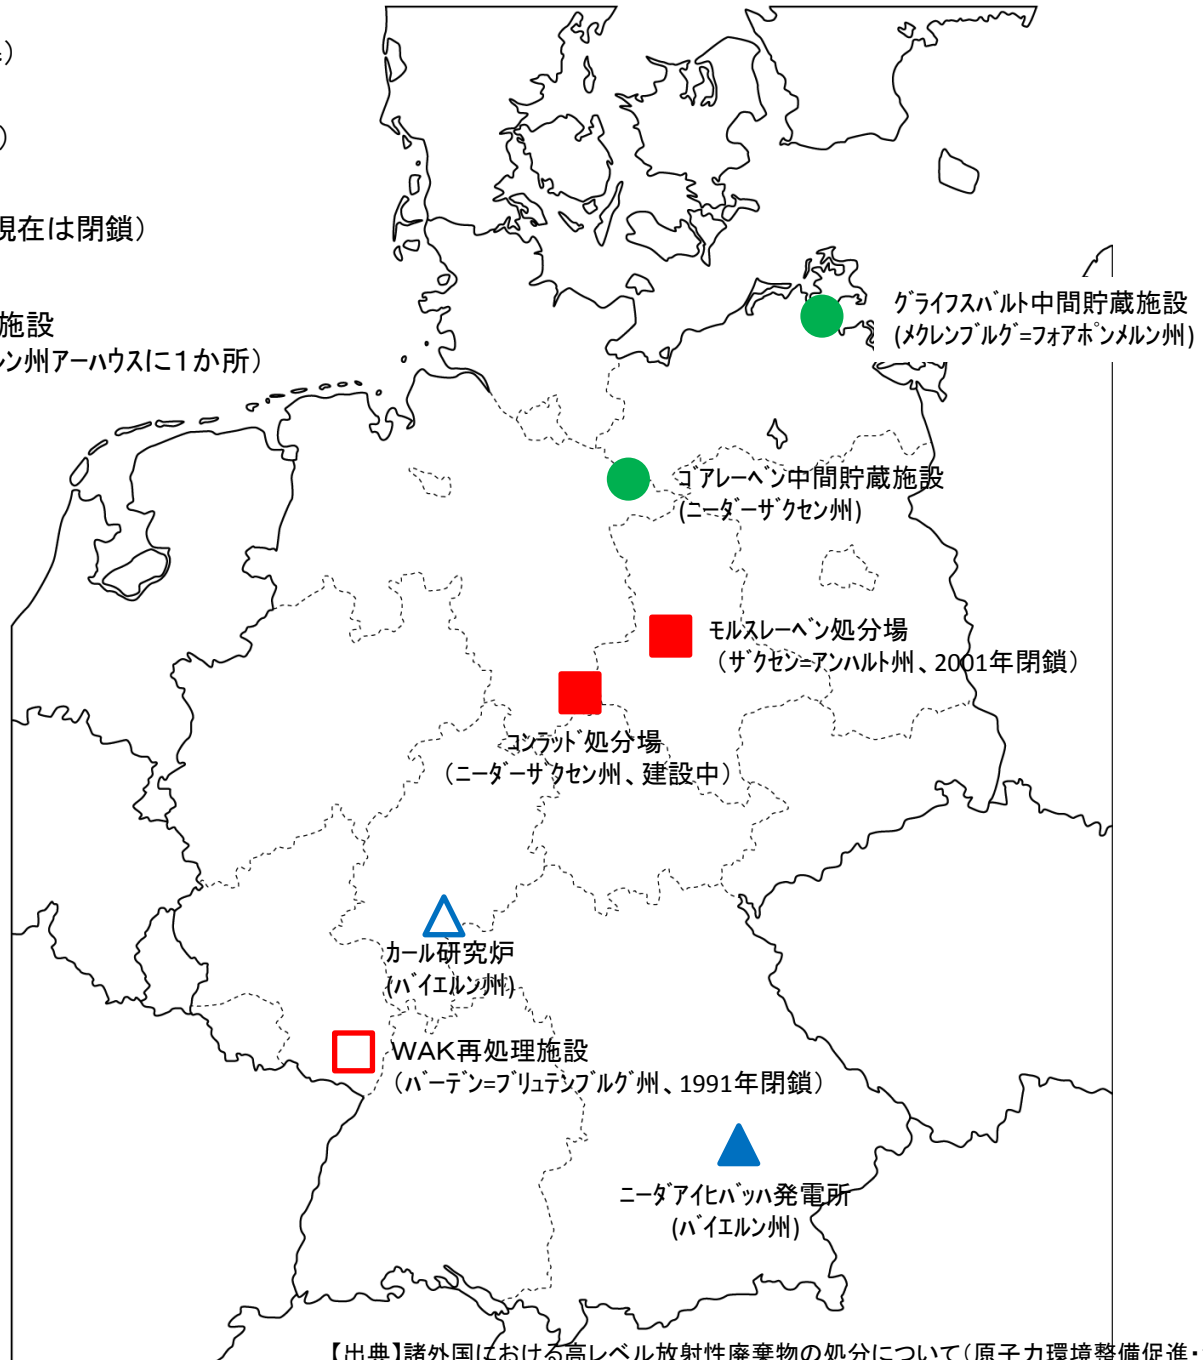 )
)
現在は閉鎖)
施設
ン州アーハウスに1か所)
グライフスバルト中間貯蔵施設
(メクレンブルグ=フォアポンメルン州)
ゴアレーベン中間貯蔵施設
(ニーダーザクセン州)
モルスレーベン処分場
(ザクセン=アンハルト州、2001年閉鎖)
コンラッド処分場
(ニーダーザクセン州、建設中)
カール研究炉
(バイエルン州)
WAK再処理施設
(バーデン=ブリュテンブルグ州、1991年閉鎖)
ニーダアイヒバッハ発電所
(バイエルン州)
【出典】諸外国における高レベル放射性廃棄物の処分について(原子力環境整備促進・